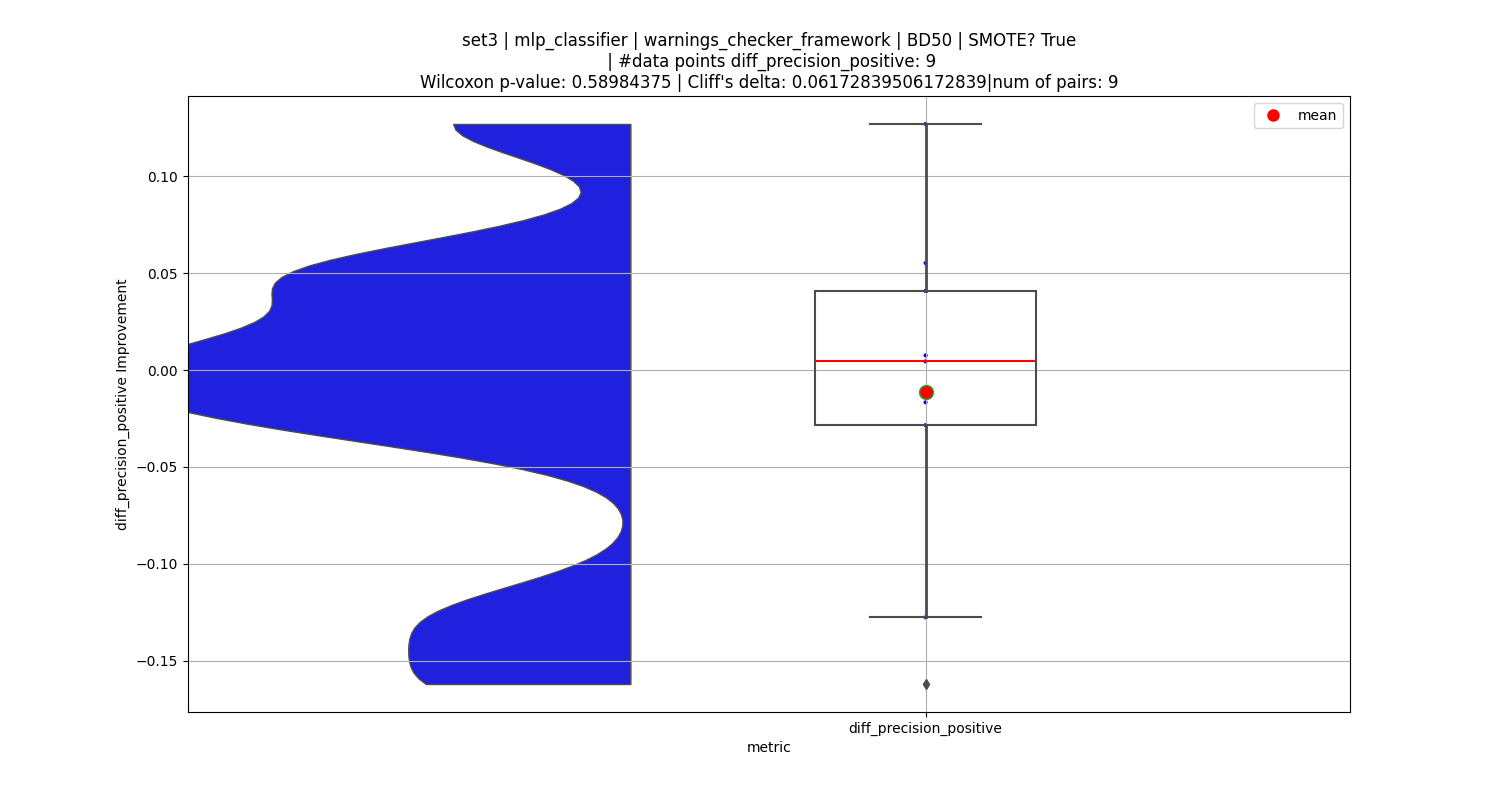 set3 | mlp_classifier | warnings_checker_framework | BD50 | SMOTE? True
| #data points diff_precision_positive: 9
Wilcoxon p-value: 0.58984375 | Cliff's delta: 0.06172839506172839|num of pairs: 9
mean
0.10
0.05
0.00
−0.05
−0.10
−0.15
diff_precision_positive Improvement
diff_precision_positive
metric